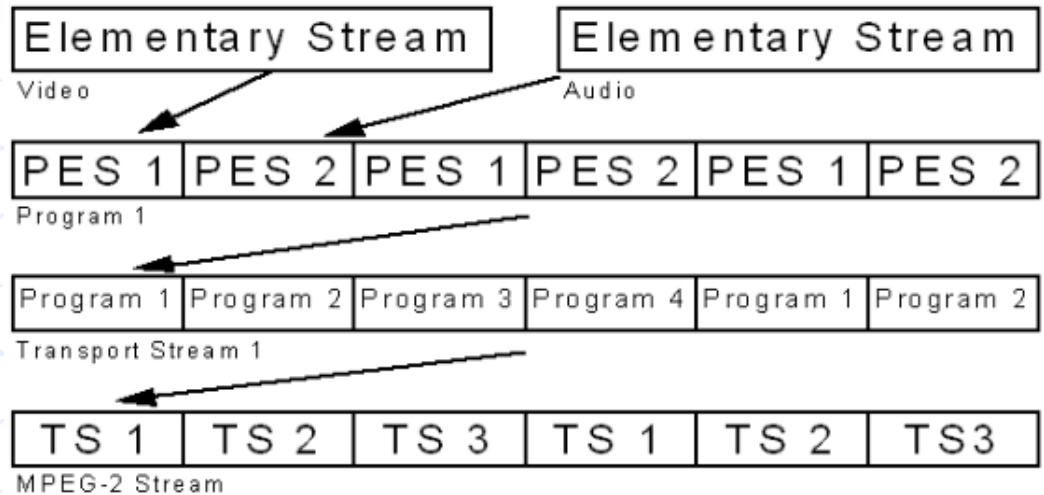 Elementary Stream Elementary Stream
Video Audio
PES 1 PES 2 PES 1 PES 2 PES 1 PES 2
Program 1
Program 1 Program 2 Program 3 Program 4 Program 1 Program 2
Transport Stream 1
TS 1 TS 2 TS 3 TS 1 TS 2 TS3
MPEG-2 Stream